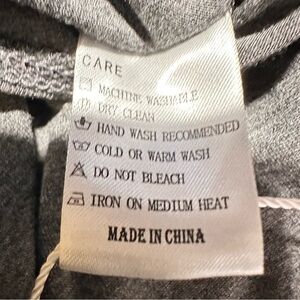 CARE
MACHINE WASHABLE
DRY CLEAN
HAND WASH RECOMMENDED
COLD OR WARM WASH
DO NOT BLEACH
IRON ON MEDIUM HEAT
MADE IN CHINA